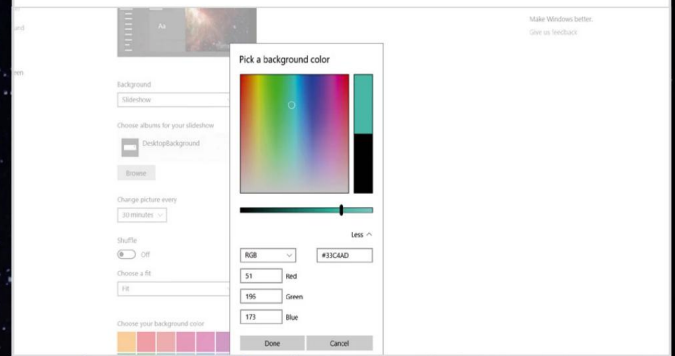 Aa
Make Windows better.
Give us feedback
Pick a background color
Background
Slideshow
Choose albums for your slideshow
DesktopBackground
Browse
Change picture every
30 minutes
Less
Shuffle
Off
RGB
#33C4AD
Choose a fit
51 Red
Fit
196 Green
173 Blue
Choose your background color
Done Cancel